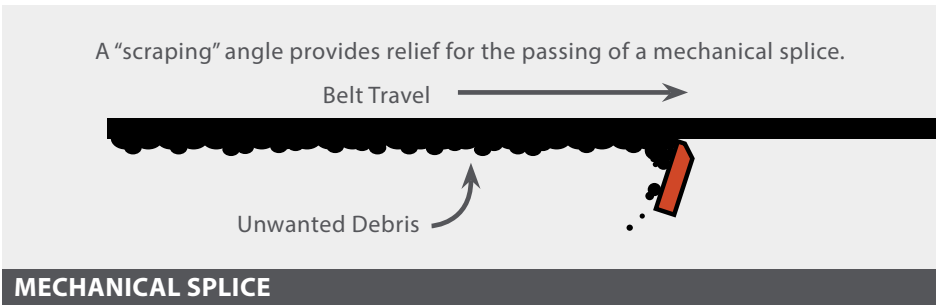 A “scraping” angle provides relief for the passing of a mechanical splice.
Belt Travel
Unwanted Debris
MECHANICAL SPLICE